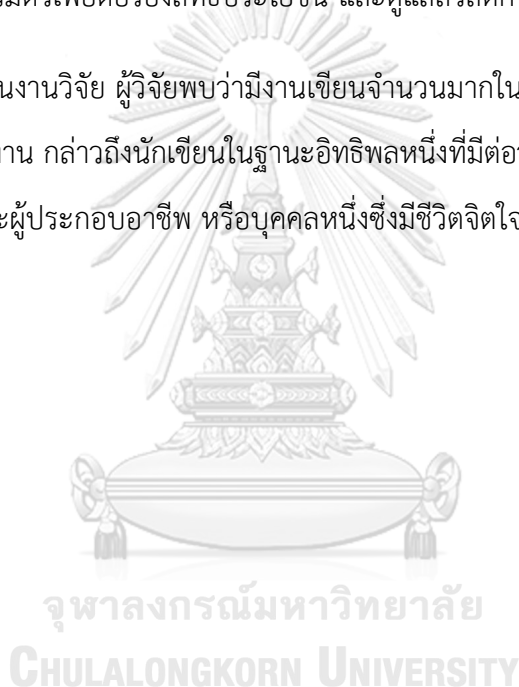 นงานวิจัย ผู้วิจัยพบว่ามีงานเขียนจำนวนมากใน
าน กล่าวถึงนักเขียนในฐานะอิทธิพลหนึ่งที่มีต่อ
ะผู้ประกอบอาชีพ หรือบุคคลหนึ่งซึ่งมีชีวิตจิตใจ
จุฬาลงกรณ์มหาวิทยาลัย
CHULALONGKORN UNIVERSITY